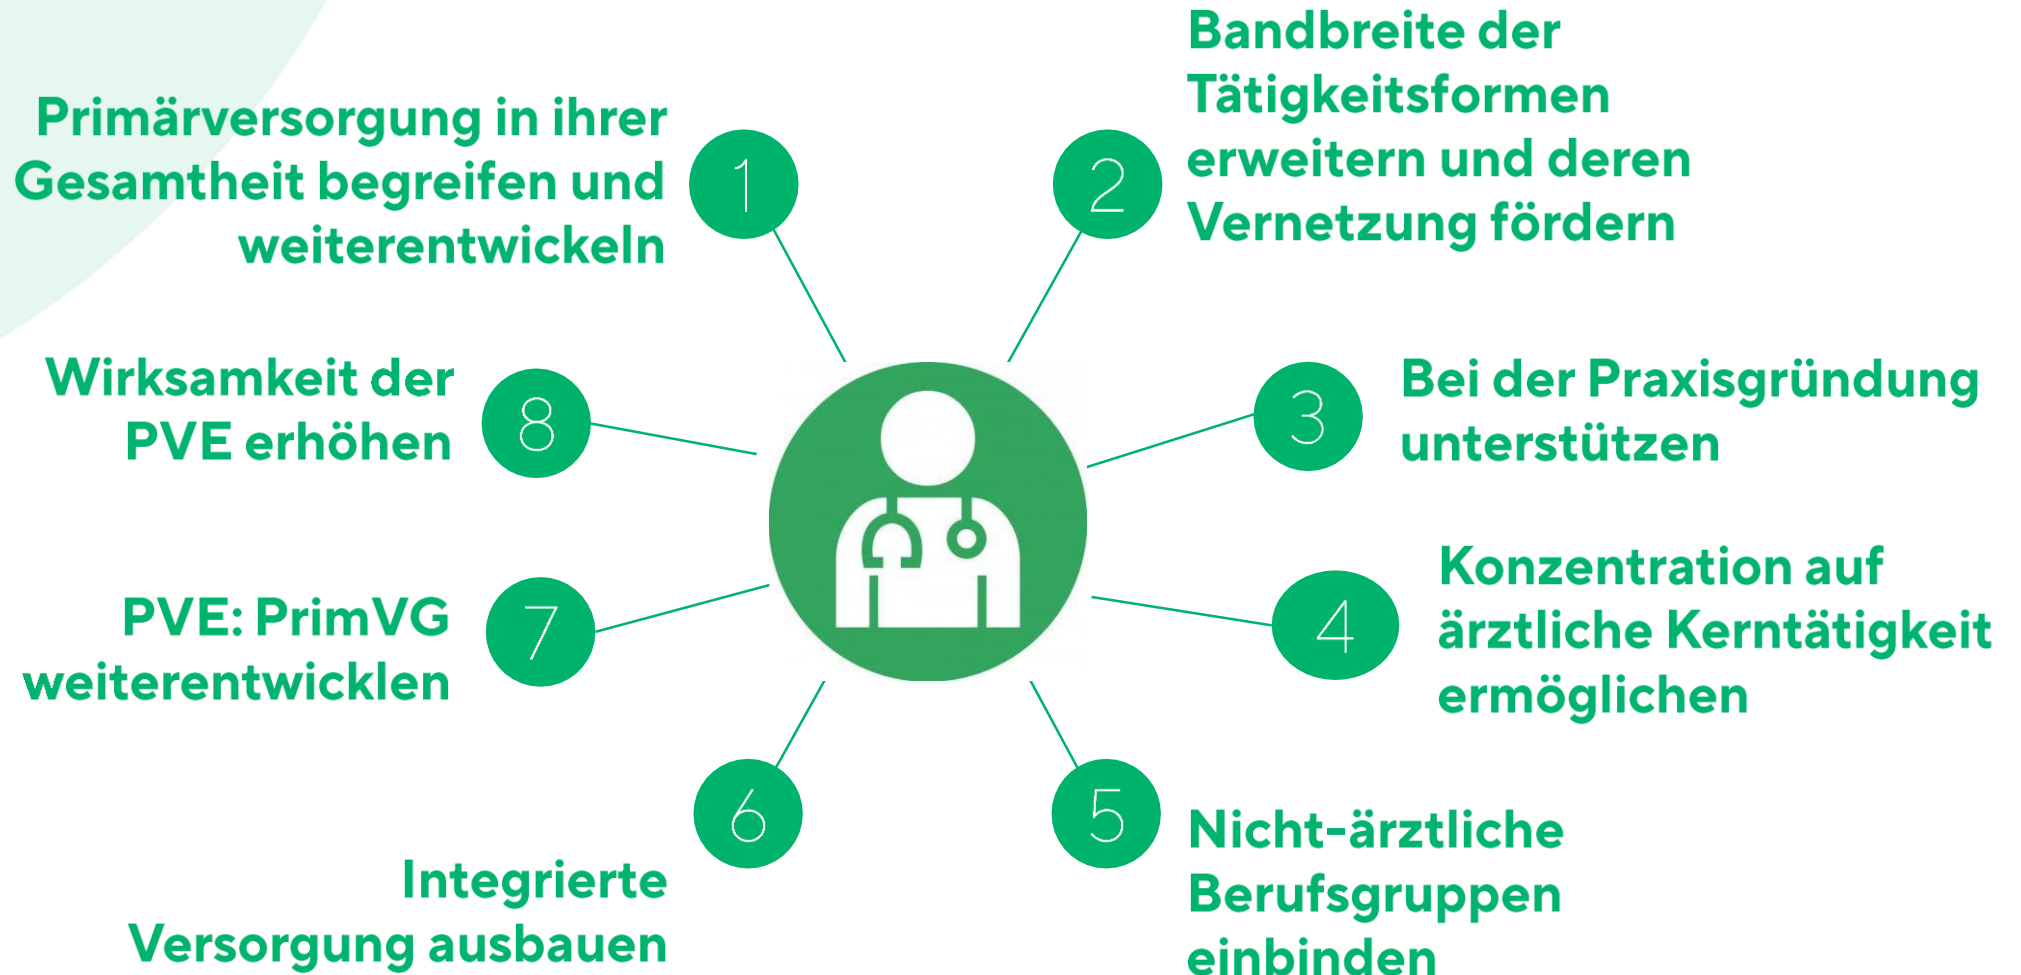 Primärversorgung in ihrer
Gesamtheit begreifen und
weiterentwickeln
1
2
Bandbreite der
Tätigkeitsformen
erweitern und deren
Vernetzung fördern
3
Bei der Praxisgründung
unterstützen
4
Konzentration auf
ärztliche Kerntätigkeit
ermöglichen
5
Nicht-ärztliche
Berufsgruppen
einbinden
6
Integrierte
Versorgung ausbauen
7
PVE: PrimVG
weiterentwicklen
8
Wirksamkeit der
PVE erhöhen